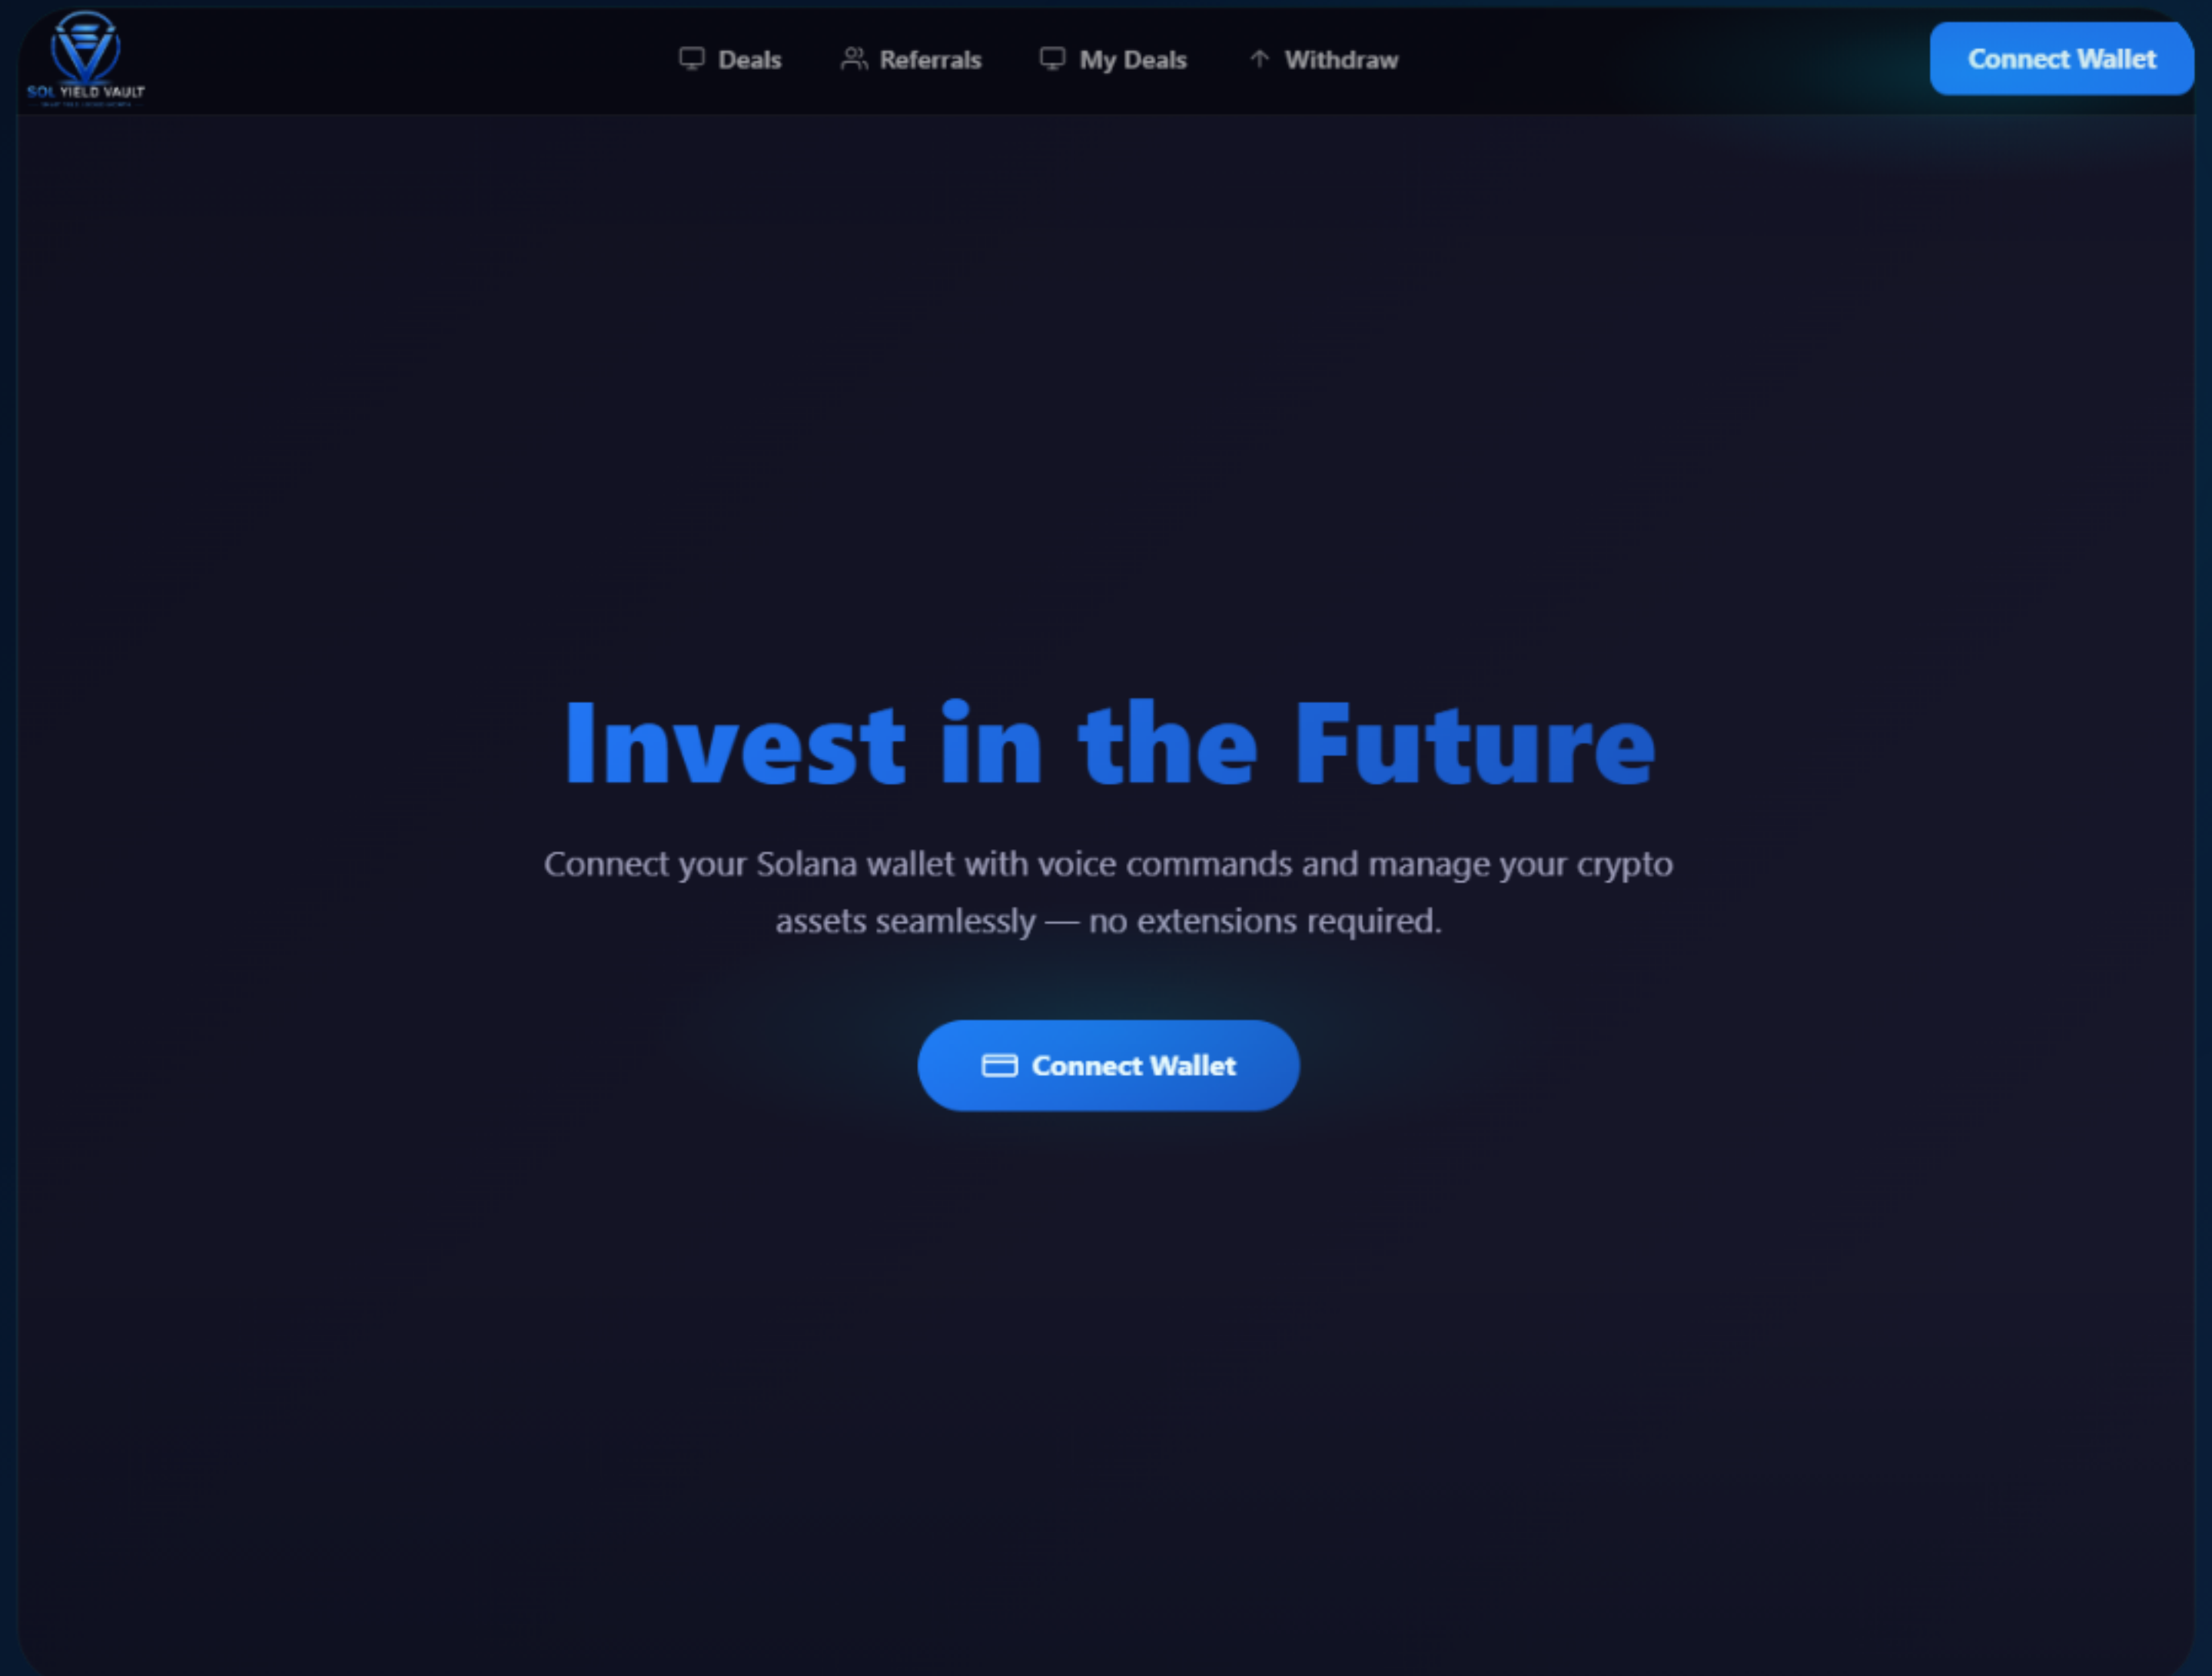 SOL YIELD VAULT
Deals
Referrals
My Deals
Withdraw
Connect Wallet
Invest in the Future
Connect your Solana wallet with voice commands and manage your crypto
assets seamlessly — no extensions required.
Connect Wallet